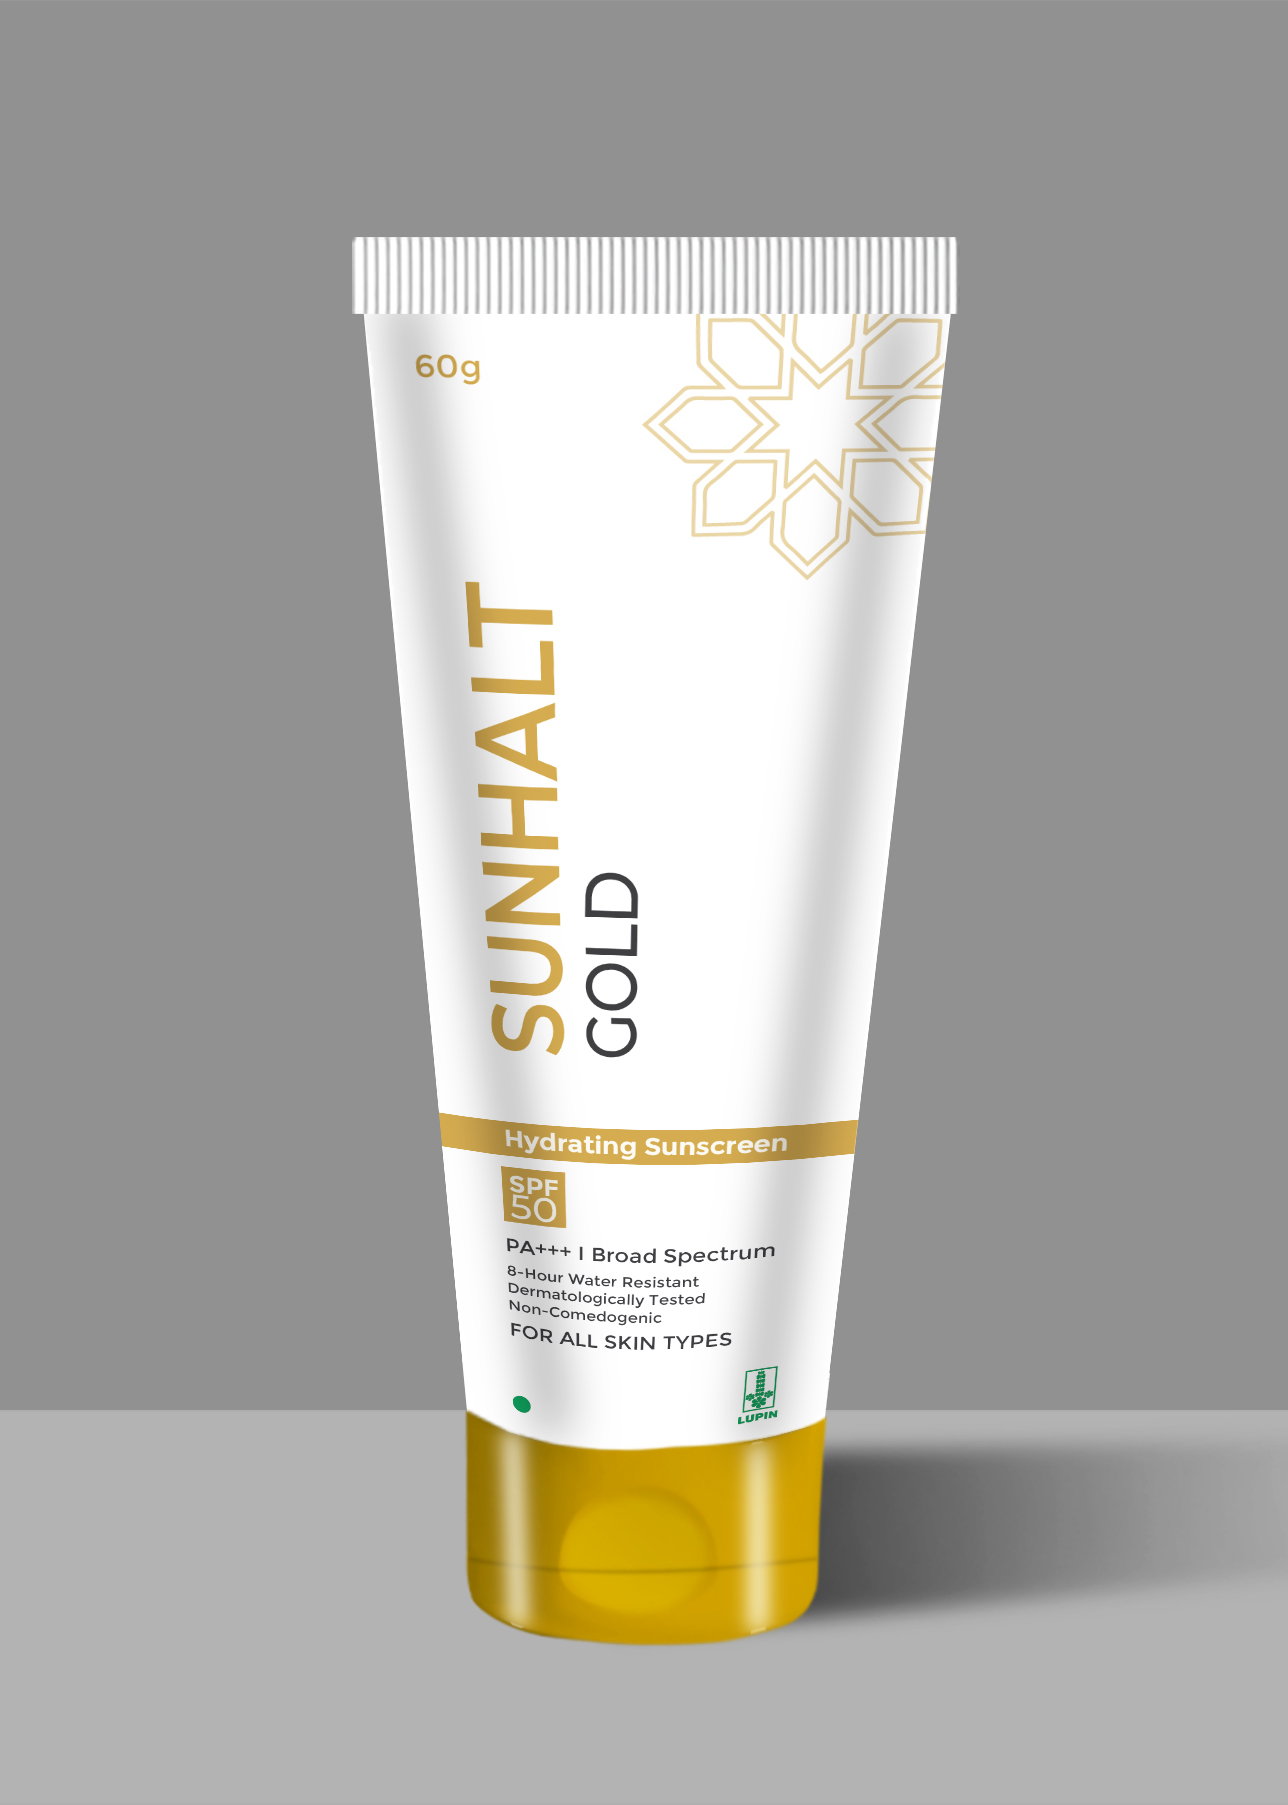 60g
SUNHALT
GOLD
Hydrating Sunscreen
SPF
50
PA+++ I Broad Spectrum
8-Hour Water Resistant
Dermatologically Tested
Non-Comedogenic
FOR ALL SKIN TYPES
LUPIN